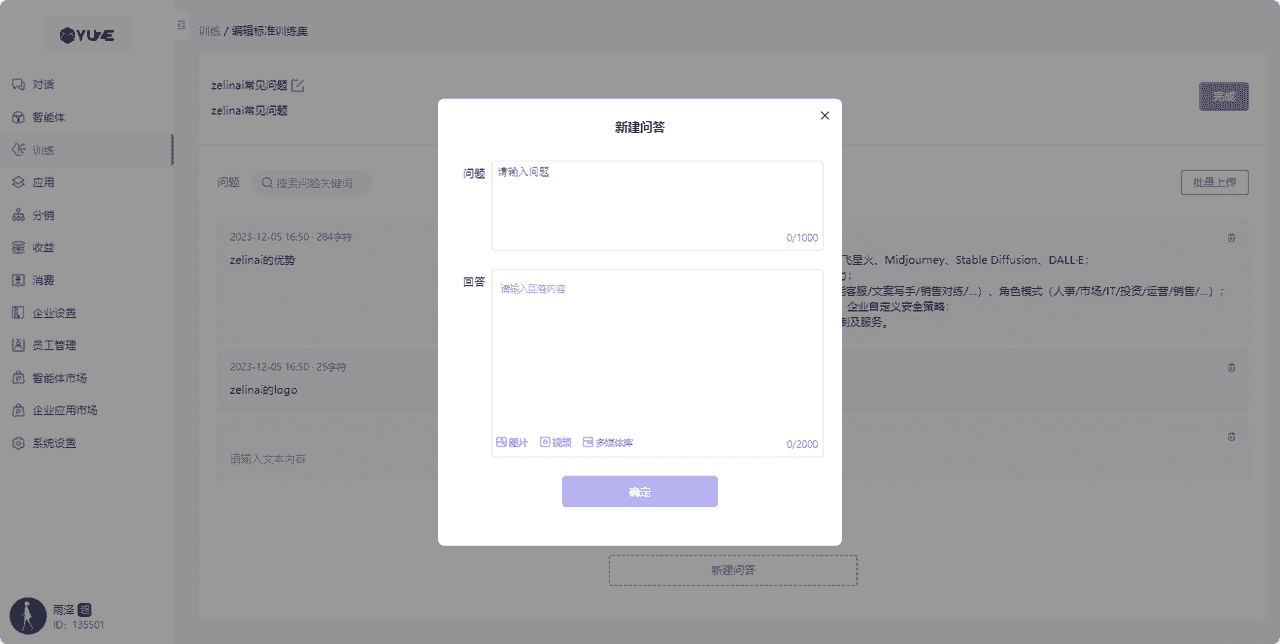 YUZE
训练 / 编辑标准训练集
对话
智能体
训练
应用
分销
收益
消费
企业设置
员工管理
智能体市场
企业应用市场
系统设置
雨泽 超
ID: 135501
zelinai常见问题
zelinai常见问题
完成
问题 搜索问题关键词
批量上传
2023-12-05 16:50 · 284字符
zelinai的优势
飞星火、Midjourney、Stable Diffusion、DALL·E；
客服/文案写手/销售对练/...）、角色模式（人事/市场/IT/投资/运营/销售/...）；
企业自定义安全策略；
制及服务。
2023-12-05 16:50 · 25字符
zelinai的logo
请输入文本内容
新建问答
新建问答
问题
请输入问题
0/1000
回答
请输入回答内容
图片 视频 多媒体库
0/2000
确定